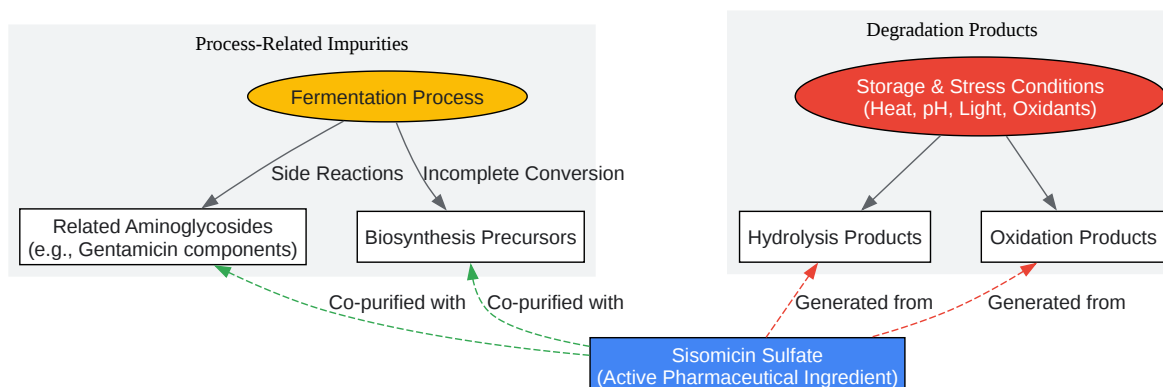 Process-Related Impurities
Fermentation Process
Side Reactions
Incomplete Conversion
Related Aminoglycosides
(e.g., Gentamicin components)
Biosynthesis Precursors
Co-purified with
Co-purified with
Degradation Products
Storage & Stress Conditions
(Heat, pH, Light, Oxidants)
Hydrolysis Products
Oxidation Products
Generated from
Generated from
Sisomicin Sulfate
(Active Pharmaceutical Ingredient)